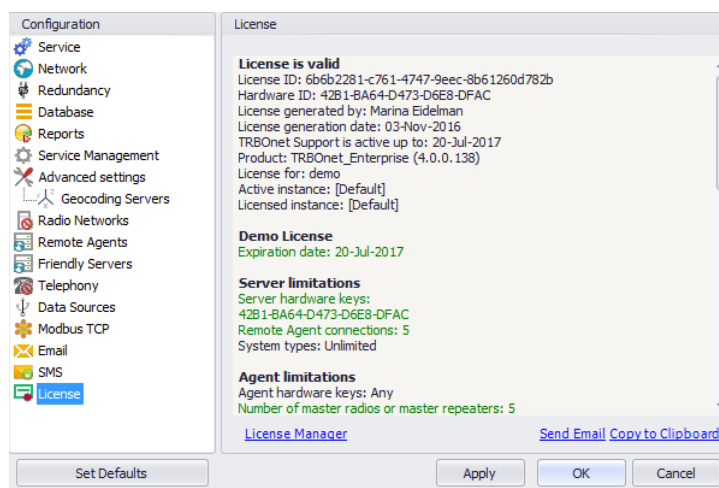 Configuration
Service
Network
Redundancy
Database
Reports
Service Management
Advanced settings
Geocoding Servers
Radio Networks
Remote Agents
Friendly Servers
Telephony
Data Sources
Modbus TCP
Email
SMS
License
Set Defaults
License
License is valid
License ID: 6b6b2281-c761-4747-9eec-8b61260d782b
Hardware ID: 42B1-BA64-D473-D6E8-DFAC
License generated by: Marina Eidelman
License generation date: 03-Nov-2016
TRBOnet Support is active up to: 20-Jul-2017
Product: TRBOnet_Enterprise (4.0.0.138)
License for: demo
Active instance: [Default]
Licensed instance: [Default]
Demo License
Expiration date: 20-Jul-2017
Server limitations
Server hardware keys:
42B1-BA64-D473-D6E8-DFAC
Remote Agent connections: 5
System types: Unlimited
Agent limitations
Agent hardware keys: Any
Number of master radios or master repeaters: 5
License Manager
Send Email Copy to Clipboard
Apply
OK
Cancel